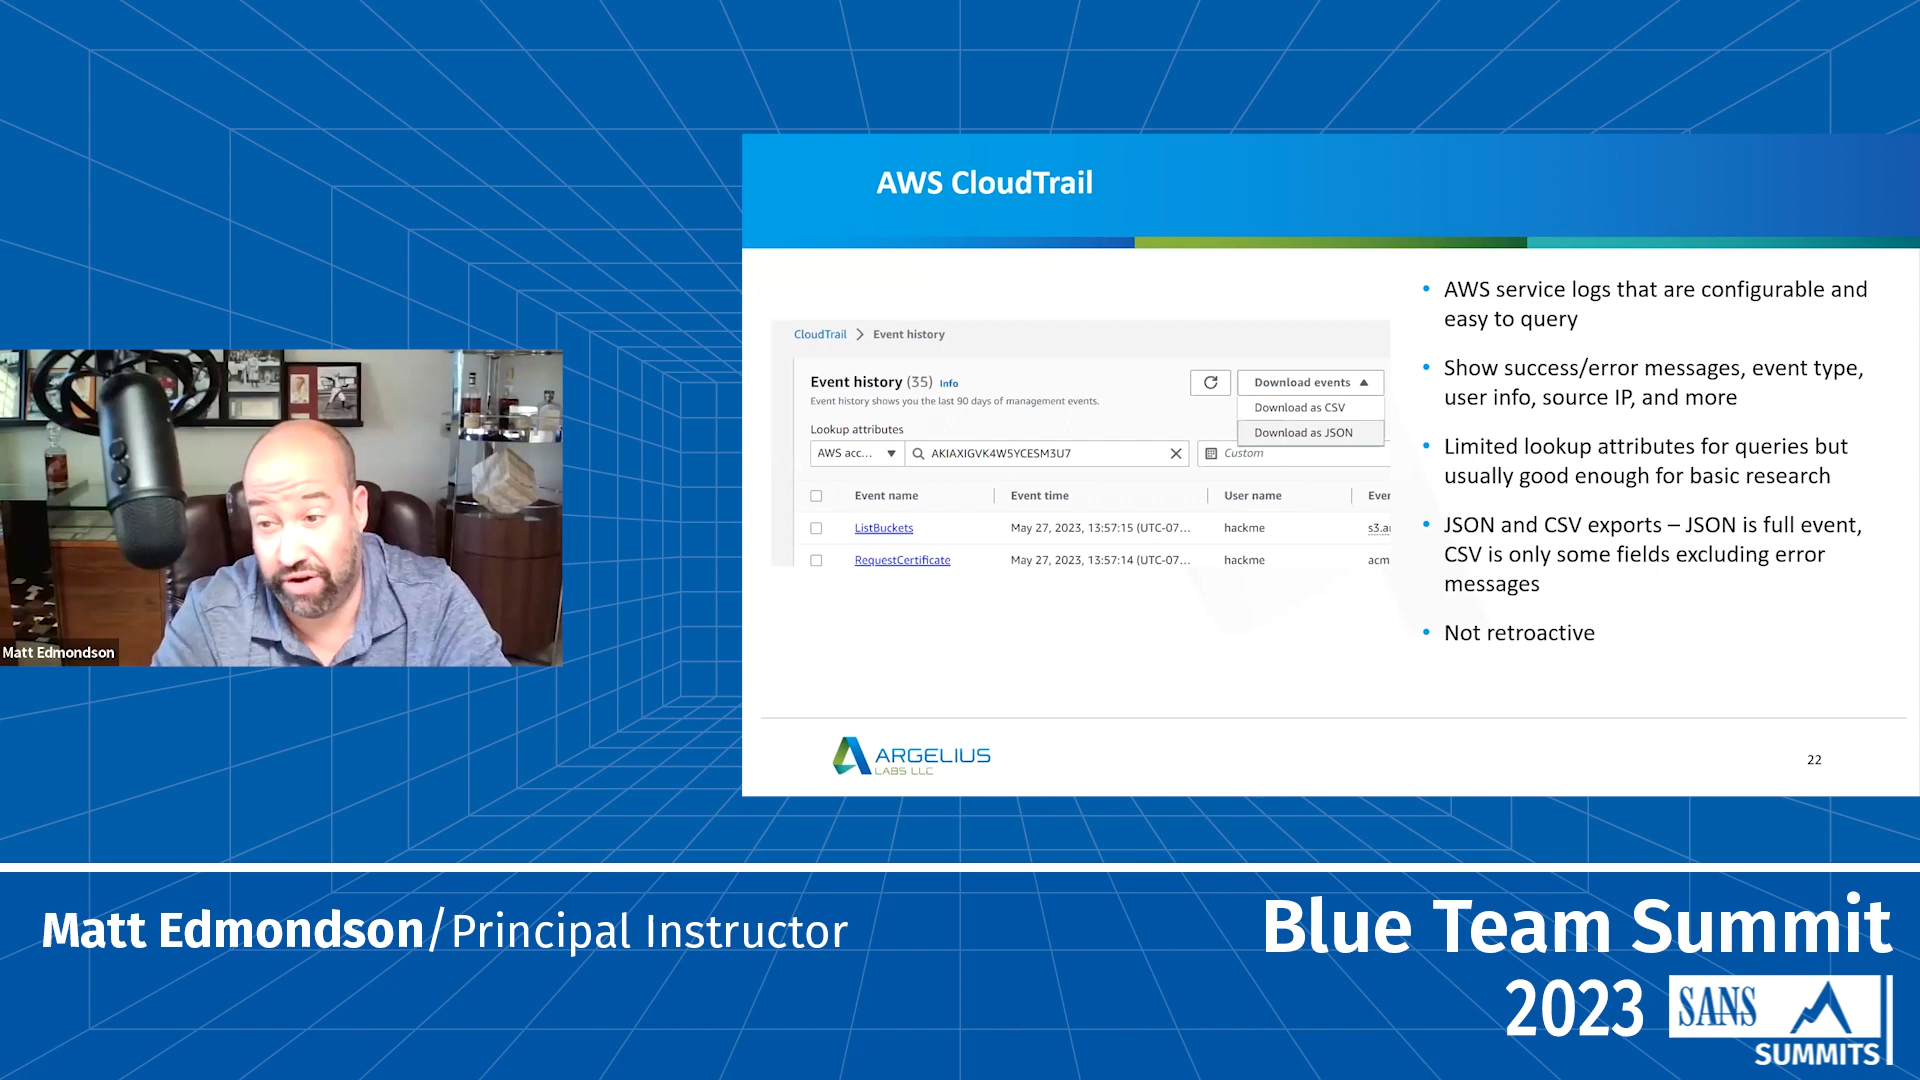 AWS CloudTrail
CloudTrail > Event history
Event history (35) Info
Event history shows you the last 90 days of management events.
Download events
Download as CSV
Download as JSON
Lookup attributes
AWS acc...
AKIAXIGVK4W5YCESM3U7
Custom
Event name
Event time
User name
Ever
ListBuckets
May 27, 2023, 13:57:15 (UTC-07...
hackme
s3.a
RequestCertificate
May 27, 2023, 13:57:14 (UTC-07...
hackme
acm
• AWS service logs that are configurable and
easy to query
• Show success/error messages, event type,
user info, source IP, and more
• Limited lookup attributes for queries but
usually good enough for basic research
• JSON and CSV exports – JSON is full event,
CSV is only some fields excluding error
messages
• Not retroactive
ARGELIUS
LABS LLC
22
Matt Edmondson
Matt Edmondson/Principal Instructor
Blue Team Summit
2023
SANS
SUMMITS